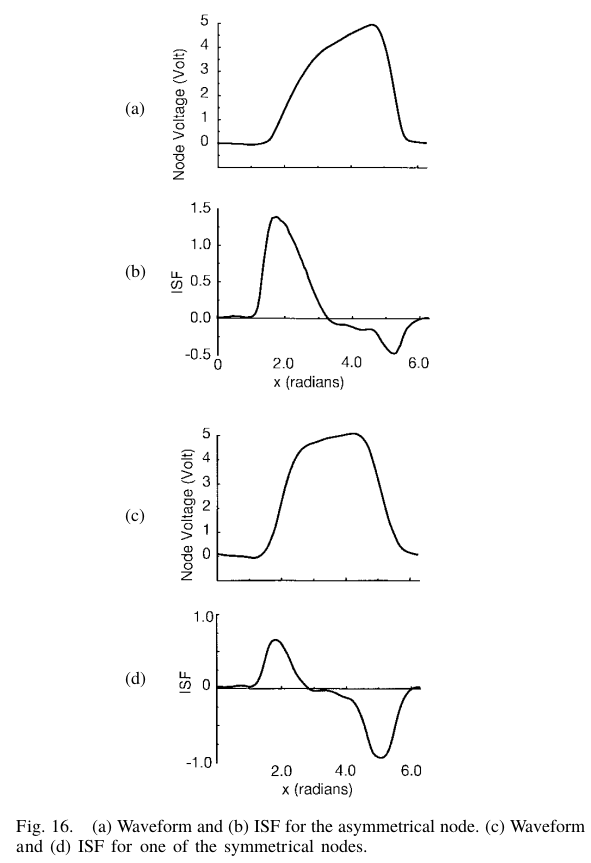 5
4
3
2
1
0
Node Voltage (Volt)
(a)
1.5
1.0
0.5
0.0
-0.5
ISF
(b)
0 2.0 4.0 6.0
x (radians)
5
4
3
2
1
0
Node Voltage (Volt)
(c)
1.0
0
-1.0
ISF
(d)
2.0 4.0 6.0
x (radians)
Fig. 16. (a) Waveform and (b) ISF for the asymmetrical node. (c) Waveform
and (d) ISF for one of the symmetrical nodes.